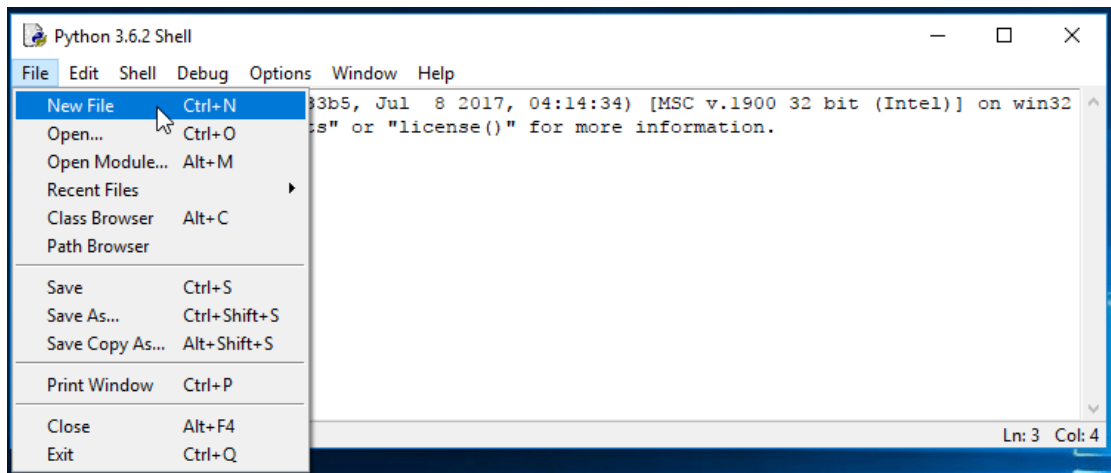 Python 3.6.2 Shell
File Edit Shell Debug Options Window Help
New File Ctrl+N
Open... Ctrl+O
Open Module... Alt+M
Recent Files
Class Browser Alt+C
Path Browser
Save Ctrl+S
Save As... Ctrl+Shift+S
Save Copy As... Alt+Shift+S
Print Window Ctrl+P
Close Alt+F4
Exit Ctrl+Q
33b5, Jul 8 2017, 04:14:34) [MSC v.1900 32 bit (Intel)] on win32
ts" or "license()" for more information.
Ln: 3 Col: 4